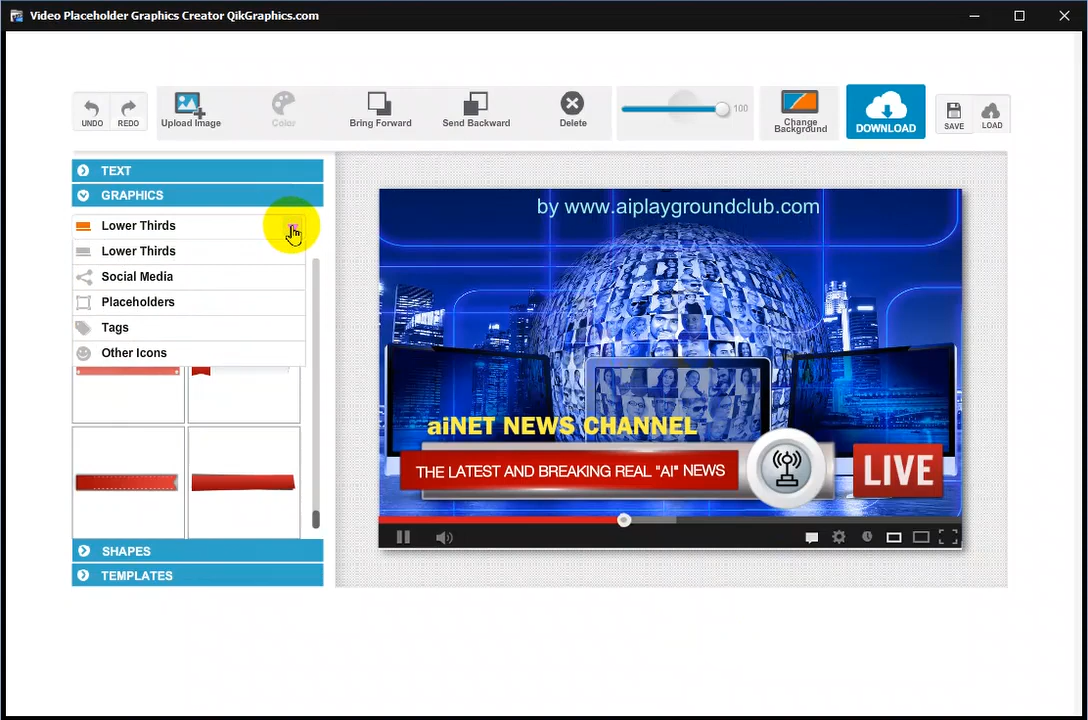 Video Placeholder Graphics Creator QikGraphics.com
UNDO
REDO
Upload Image
Color
Bring Forward
Send Backward
Delete
100
Change
Background
DOWNLOAD
SAVE
LOAD
TEXT
GRAPHICS
Lower Thirds
Lower Thirds
Social Media
Placeholders
Tags
Other Icons
SHAPES
TEMPLATES
by www.aiplaygroundclub.com
aiNET NEWS CHANNEL
THE LATEST AND BREAKING REAL "AI" NEWS
LIVE